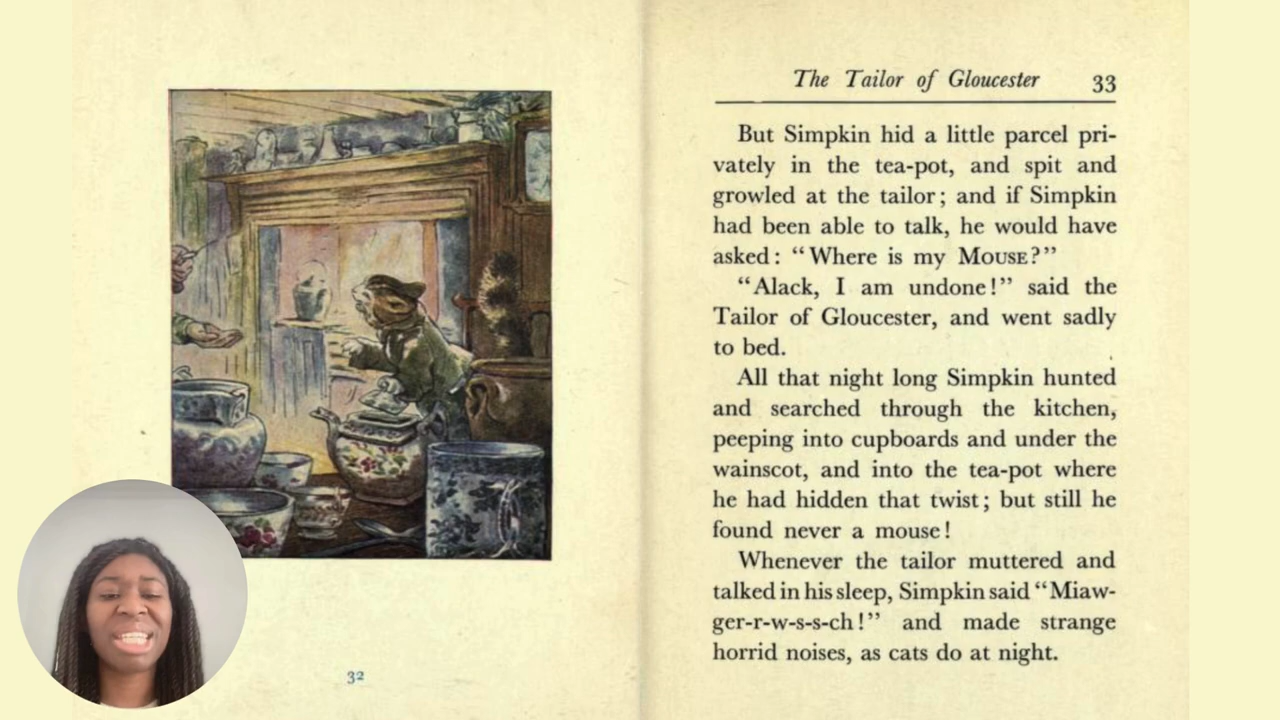 32
The Tailor of Gloucester 33
But Simpkin hid a little parcel pri-
vately in the tea-pot, and spit and
growled at the tailor; and if Simpkin
had been able to talk, he would have
asked: “Where is my MOUSE?”
“Alack, I am undone!” said the
Tailor of Gloucester, and went sadly
to bed.
All that night long Simpkin hunted
and searched through the kitchen,
peeping into cupboards and under the
wainscot, and into the tea-pot where
he had hidden that twist; but still he
found never a mouse!
Whenever the tailor muttered and
talked in his sleep, Simpkin said “Miaw-
ger-r-w-s-s-ch!” and made strange
horrid noises, as cats do at night.